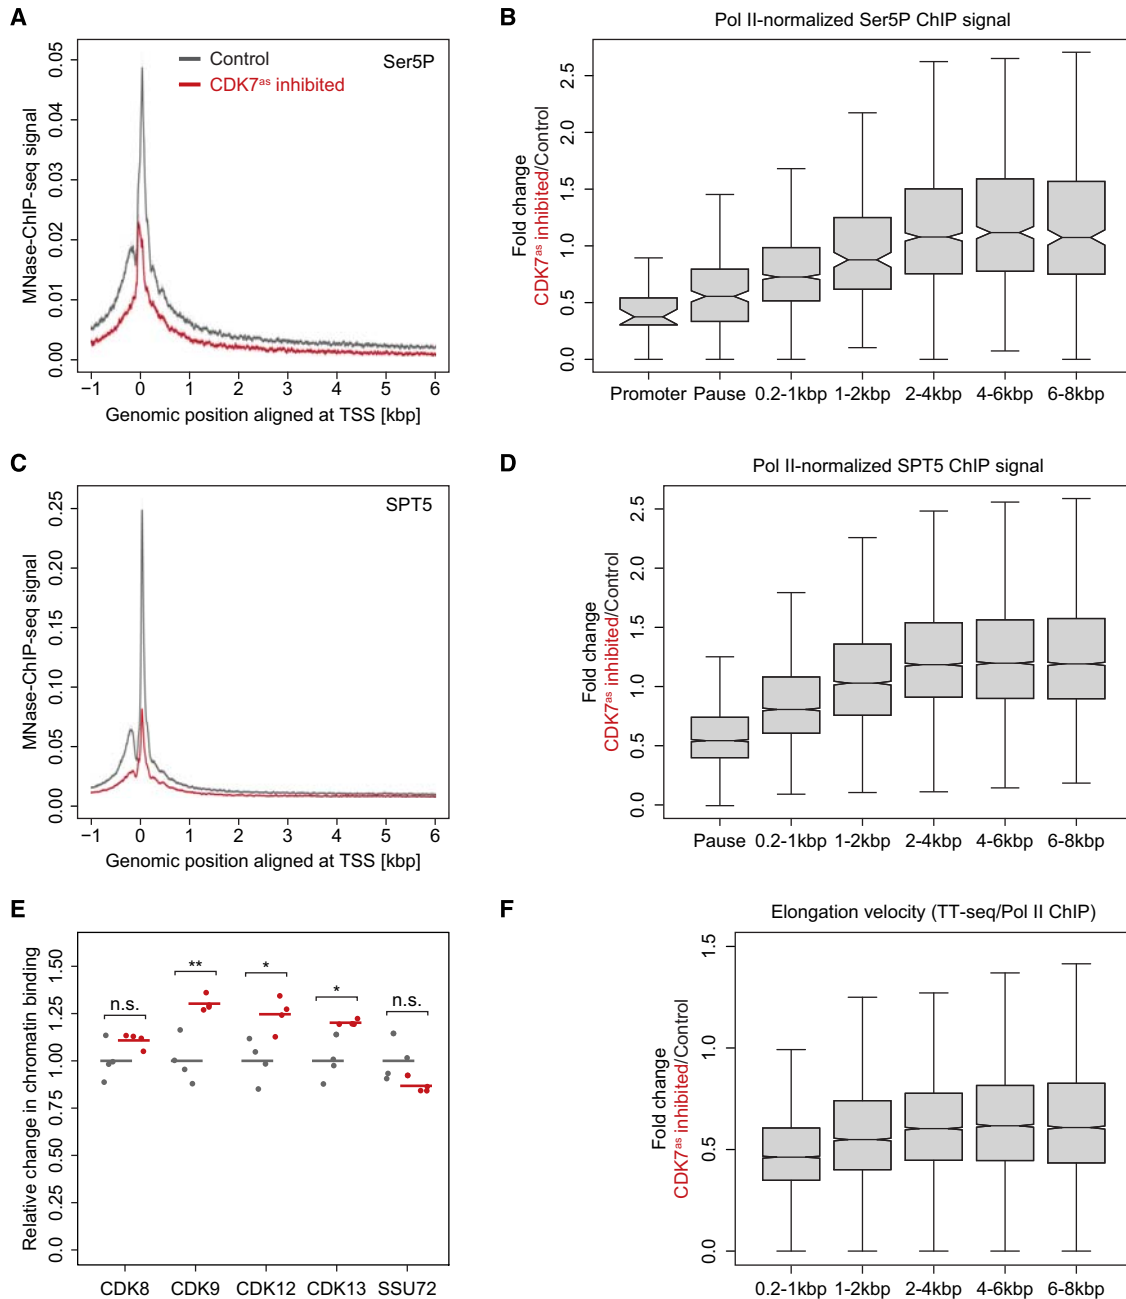 A
Control
CDK7as inhibited
Ser5P
MNase-ChIP-seq signal
0.00 0.01 0.02 0.03 0.04 0.05
−1 0 1 2 3 4 5 6
Genomic position aligned at TSS [kbp]
B
Pol II-normalized Ser5P ChIP signal
Fold change
CDK7as inhibited/Control
0.0 0.5 1.0 1.5 2.0 2.5
Promoter Pause 0.2-1kbp 1-2kbp 2-4kbp 4-6kbp 6-8kbp
C
SPT5
MNase-ChIP-seq signal
0.00 0.05 0.10 0.15 0.20 0.25
−1 0 1 2 3 4 5 6
Genomic position aligned at TSS [kbp]
D
Pol II-normalized SPT5 ChIP signal
Fold change
CDK7as inhibited/Control
0.0 0.5 1.0 1.5 2.0 2.5
Pause 0.2-1kbp 1-2kbp 2-4kbp 4-6kbp 6-8kbp
E
Relative change in chromatin binding
0.0 0.25 0.50 0.75 1.00 1.25 1.50
n.s. ** * * n.s.
CDK8 CDK9 CDK12 CDK13 SSU72
F
Elongation velocity (TT-seq/Pol II ChIP)
Fold change
CDK7as inhibited/Control
0.0 0.5 1.0 1.5
0.2-1kbp 1-2kbp 2-4kbp 4-6kbp 6-8kbp